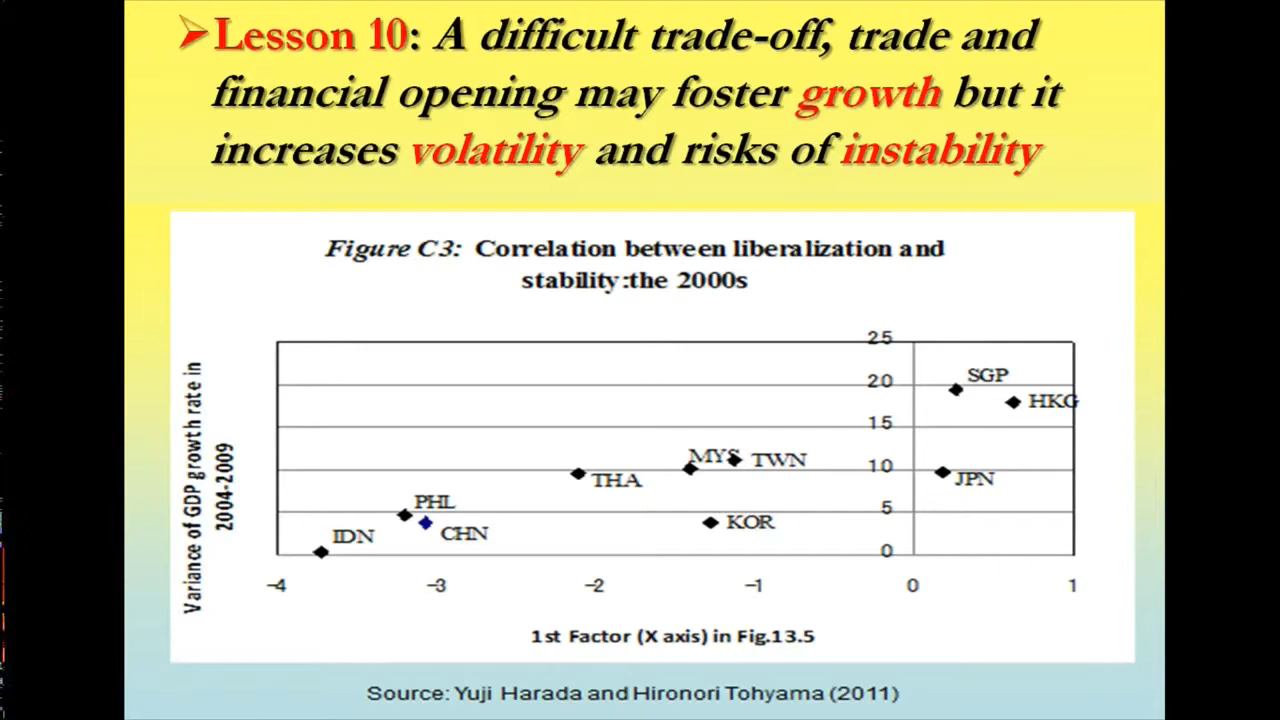 Lesson 10: A difficult trade-off, trade and
financial opening may foster growth but it
increases volatility and risks of instability
Figure C3: Correlation between liberalization and
stability:the 2000s
Variance of GDP growth rate in
2004-2009
25
20
15
10
5
0
SGP
HKG
MYS
TWN
THA
JPN
PHL
KOR
CHN
IDN
-4
-3
-2
-1
0
1
1st Factor (X axis) in Fig.13.5
Source: Yuji Harada and Hironori Tohyama (2011)